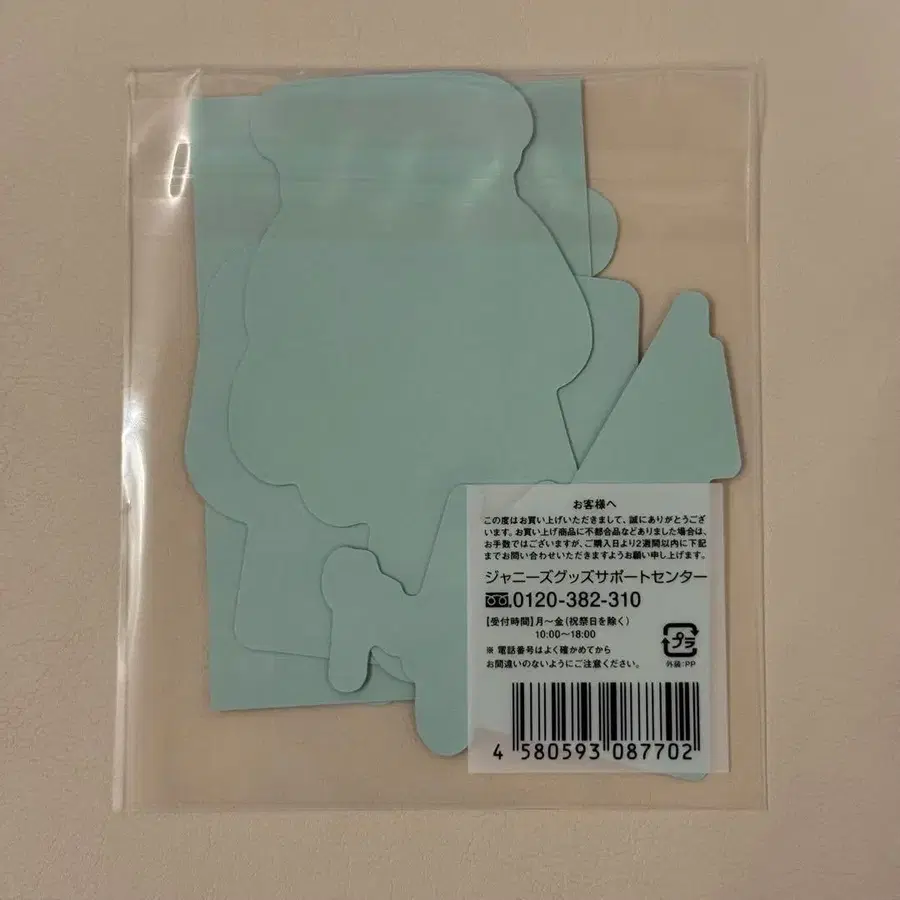 お客様へ
この度はお買い上げいただきまして、誠にありがとうござ
います。お買い上げ商品に不都合品などありました場合は、
お手数ではございますが、ご購入日より2週間以内に下記
までお問い合わせいただきますようお願い申し上げます。
ジャニーズグッズサポートセンター
0120-382-310
【受付時間】月〜金(祝祭日を除く)
10:00〜18:00
※ 電話番号はよく確かめてから
お間違いのないようにご注意ください。
プラ
外装:PP
4 580593 087702